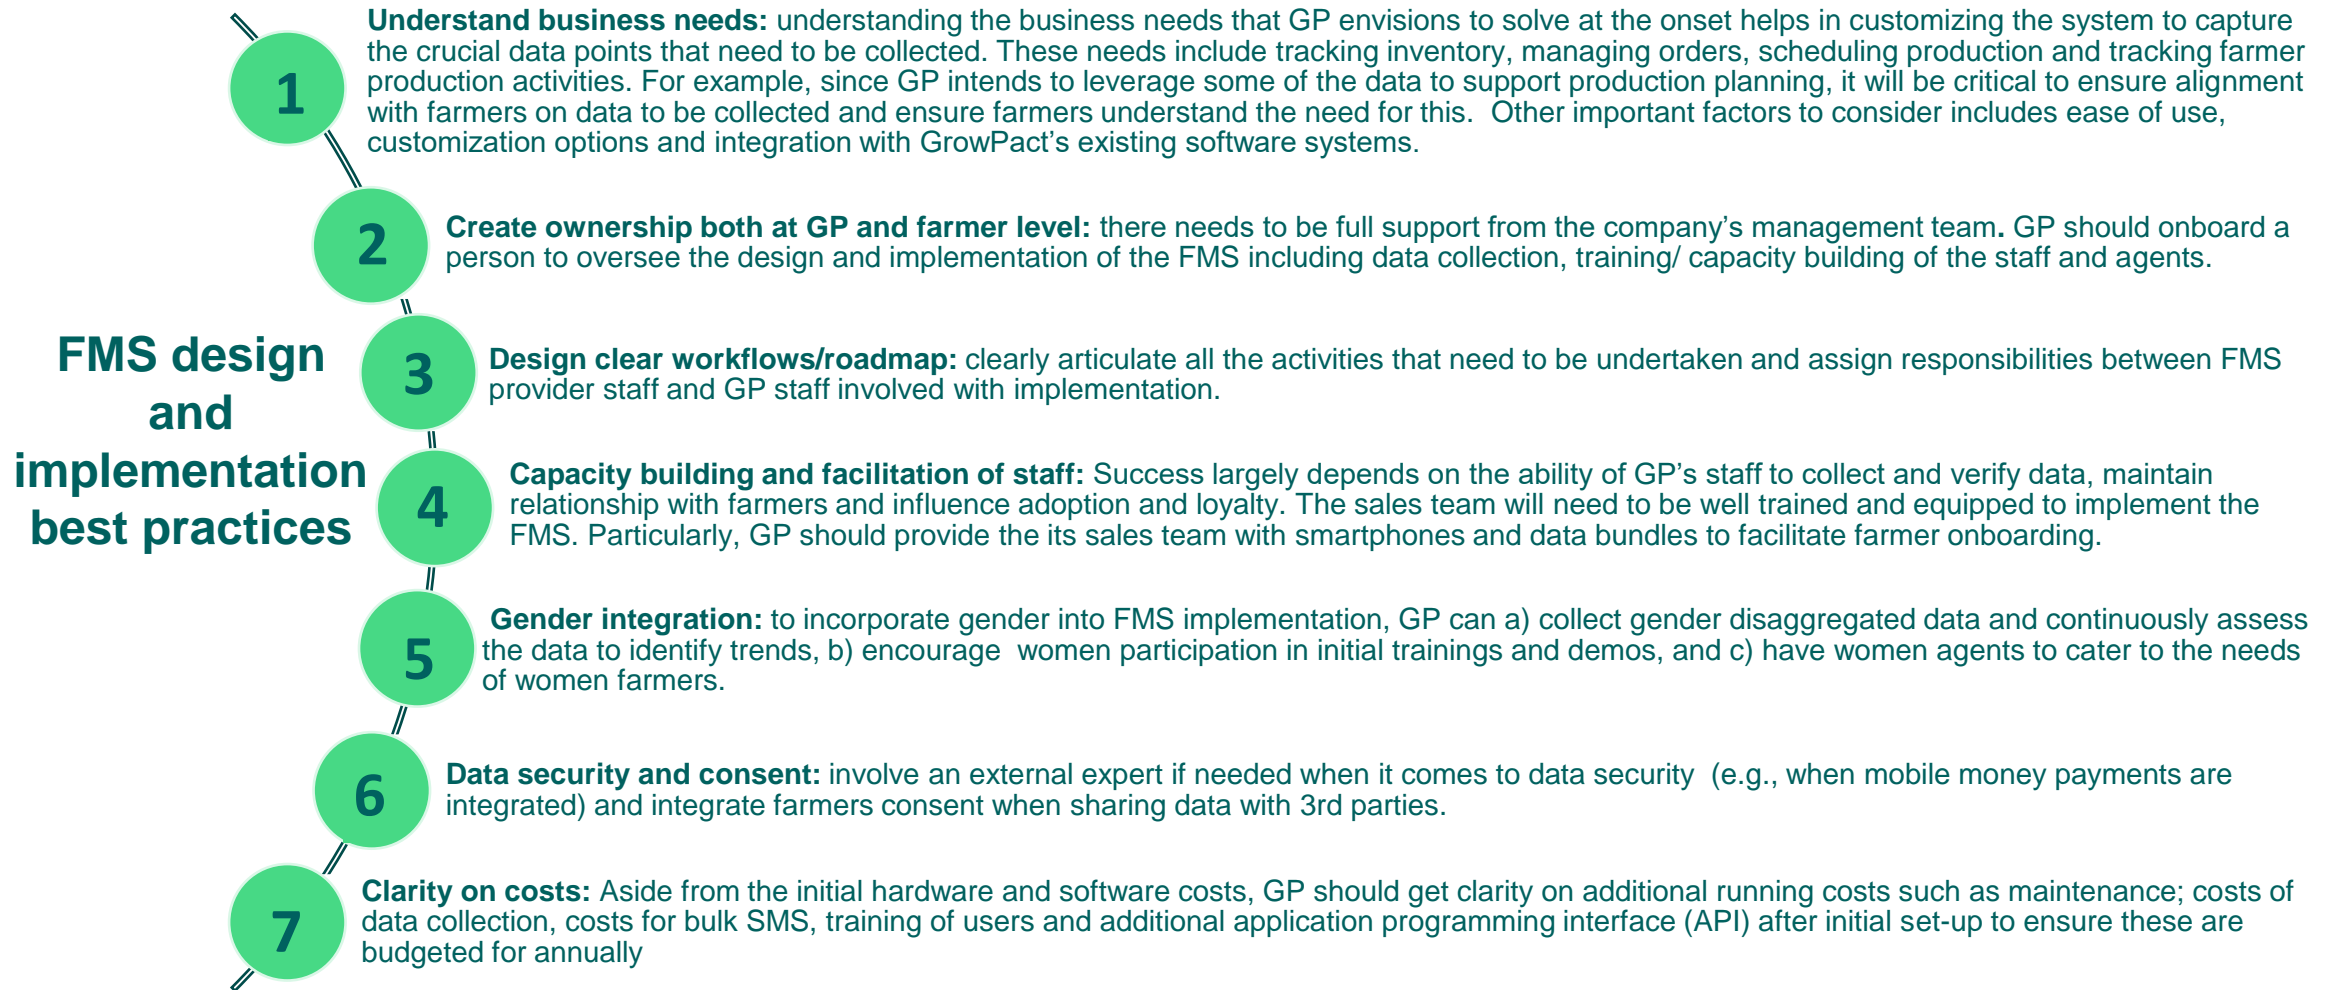 FMS design
and
implementation
best practices
1
Understand business needs: understanding the business needs that GP envisions to solve at the onset helps in customizing the system to capture
the crucial data points that need to be collected. These needs include tracking inventory, managing orders, scheduling production and tracking farmer
production activities. For example, since GP intends to leverage some of the data to support production planning, it will be critical to ensure alignment
with farmers on data to be collected and ensure farmers understand the need for this.  Other important factors to consider includes ease of use,
customization options and integration with GrowPact's existing software systems.
2
Create ownership both at GP and farmer level: there needs to be full support from the company's management team. GP should onboard a
person to oversee the design and implementation of the FMS including data collection, training/ capacity building of the staff and agents.
3
Design clear workflows/roadmap: clearly articulate all the activities that need to be undertaken and assign responsibilities between FMS
provider staff and GP staff involved with implementation.
4
Capacity building and facilitation of staff: Success largely depends on the ability of GP's staff to collect and verify data, maintain
relationship with farmers and influence adoption and loyalty. The sales team will need to be well trained and equipped to implement the
FMS. Particularly, GP should provide the its sales team with smartphones and data bundles to facilitate farmer onboarding.
5
Gender integration: to incorporate gender into FMS implementation, GP can a) collect gender disaggregated data and continuously assess
the data to identify trends, b) encourage  women participation in initial trainings and demos, and c) have women agents to cater to the needs
of women farmers.
6
Data security and consent: involve an external expert if needed when it comes to data security  (e.g., when mobile money payments are
integrated) and integrate farmers consent when sharing data with 3rd parties.
7
Clarity on costs: Aside from the initial hardware and software costs, GP should get clarity on additional running costs such as maintenance; costs of
data collection, costs for bulk SMS, training of users and additional application programming interface (API) after initial set-up to ensure these are
budgeted for annually